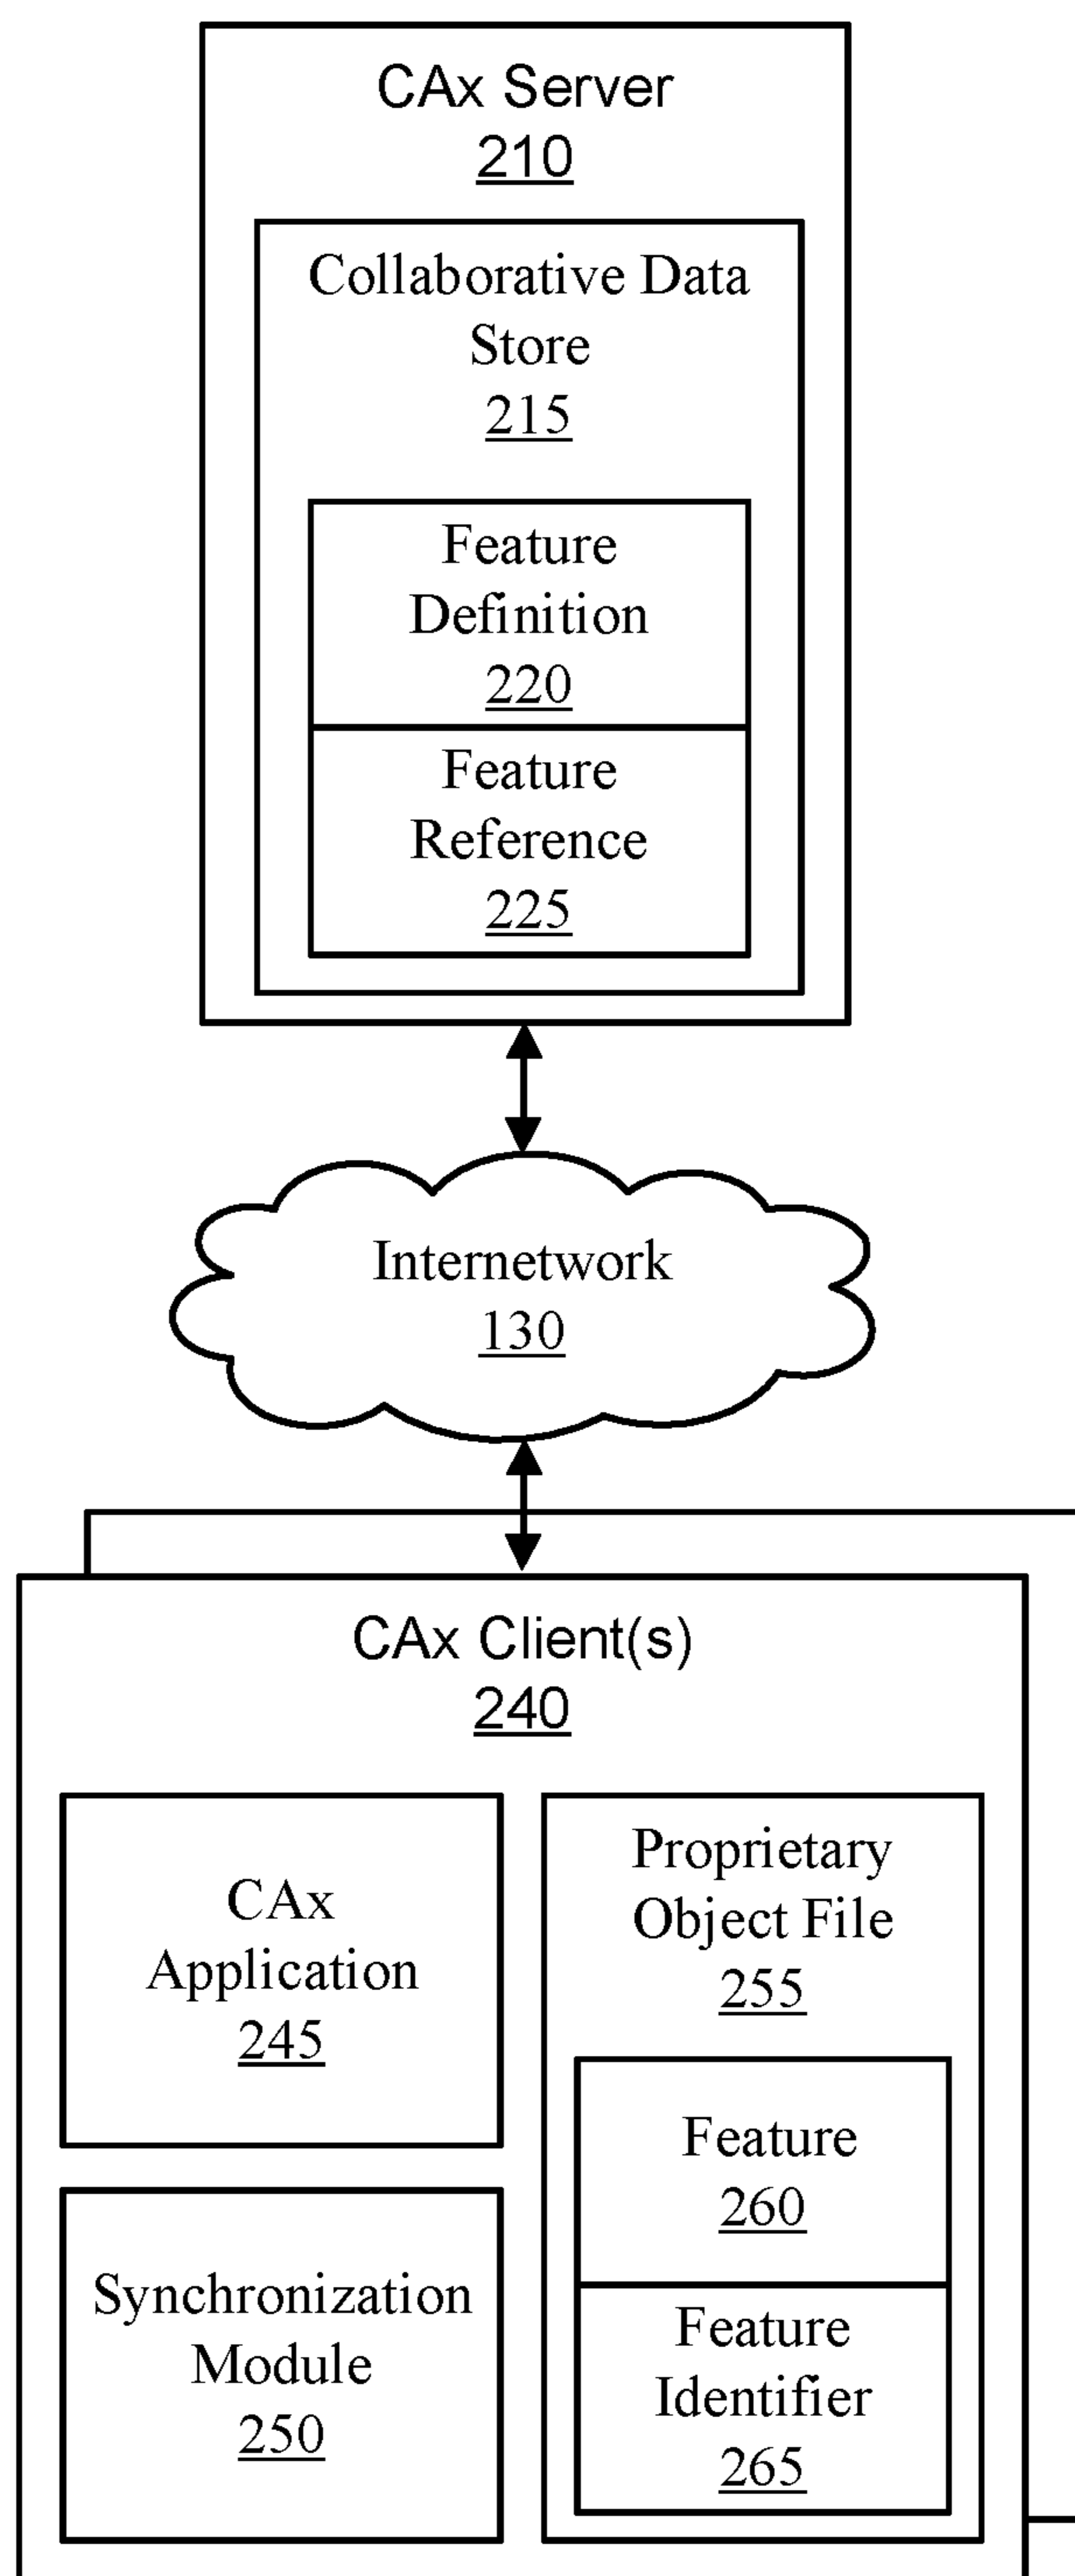 CAx Server
210
Collaborative Data
Store
215
Feature
Definition
220
Feature
Reference
225
Internetwork
130
CAx Client(s)
240
CAx
Application
245
Synchronization
Module
250
Proprietary
Object File
255
Feature
260
Feature
Identifier
265